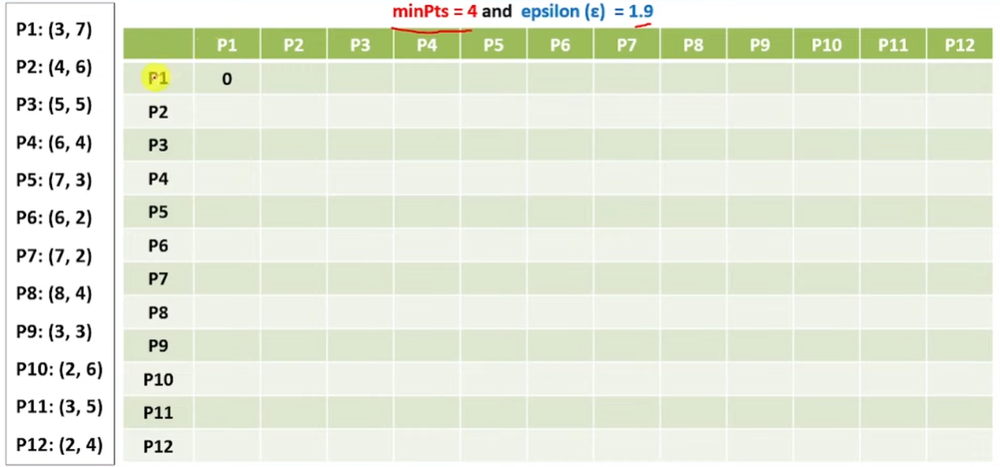 minPts = 4 and epsilon (ε) = 1.9
P1: (3, 7)
P2: (4, 6)
P3: (5, 5)
P4: (6, 4)
P5: (7, 3)
P6: (6, 2)
P7: (7, 2)
P8: (8, 4)
P9: (3, 3)
P10: (2, 6)
P11: (3, 5)
P12: (2, 4)
P1 P2 P3 P4 P5 P6 P7 P8 P9 P10 P11 P12
P1 0
P2
P3
P4
P5
P6
P7
P8
P9
P10
P11
P12